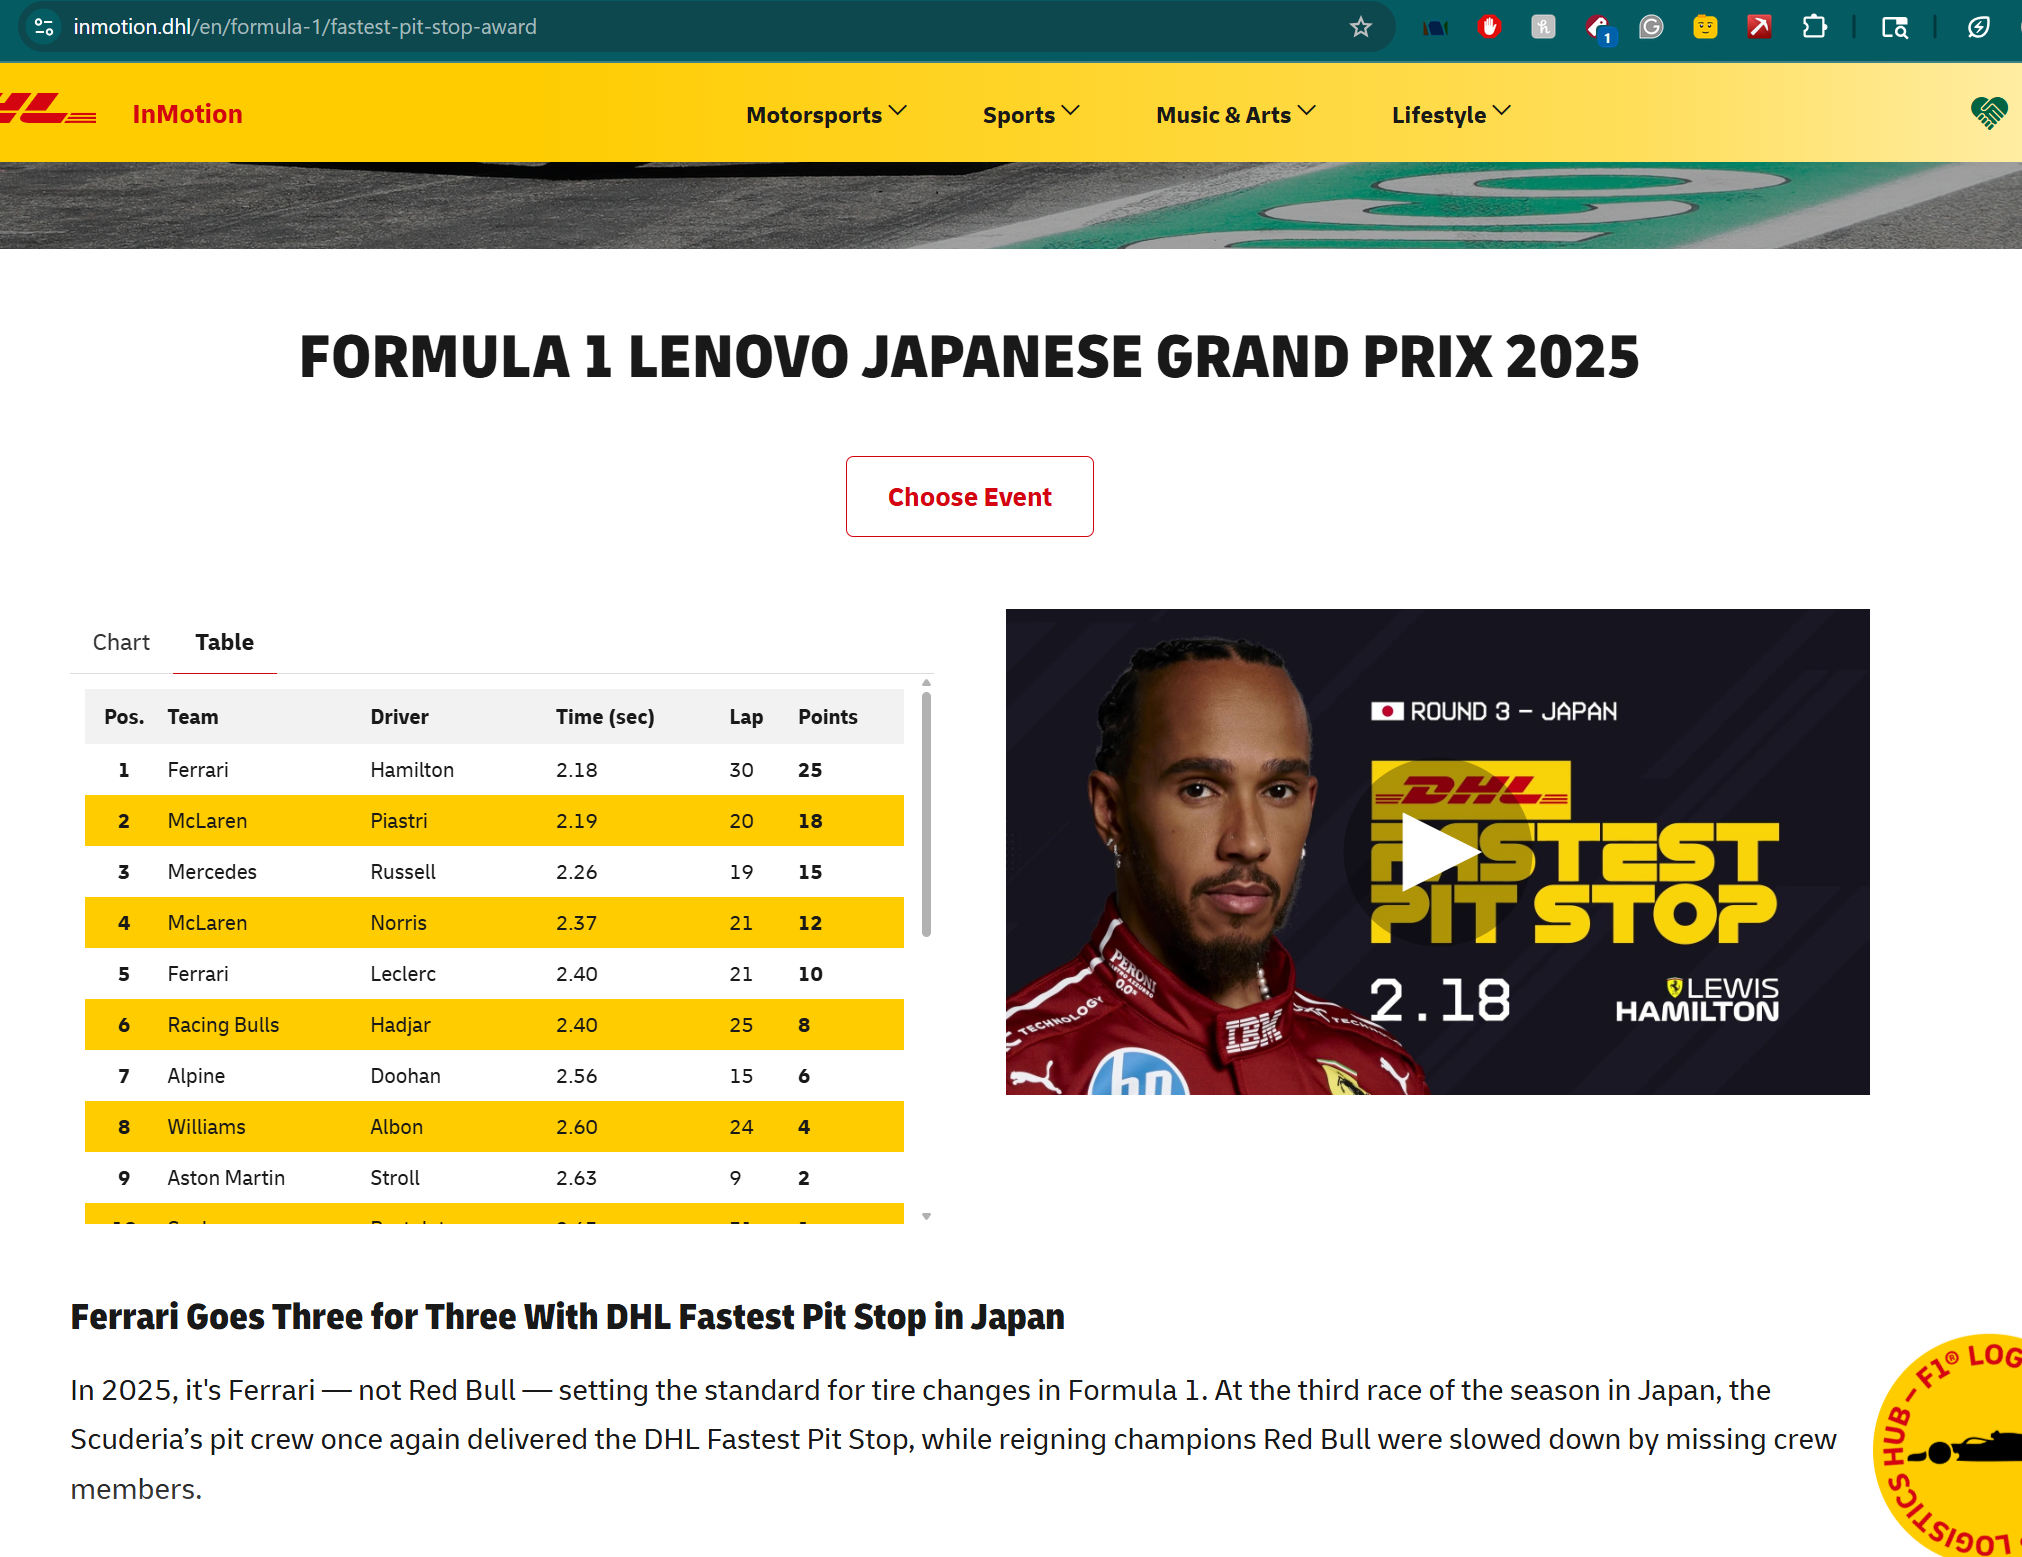 inmotion.dhl/en/formula-1/fastest-pit-stop-award
1
InMotion
Motorsports
Sports
Music & Arts
Lifestyle
FORMULA 1 LENOVO JAPANESE GRAND PRIX 2025
Choose Event
Chart Table
Pos. Team Driver Time (sec) Lap Points
1 Ferrari Hamilton 2.18 30 25
2 McLaren Piastri 2.19 20 18
3 Mercedes Russell 2.26 19 15
4 McLaren Norris 2.37 21 12
5 Ferrari Leclerc 2.40 21 10
6 Racing Bulls Hadjar 2.40 25 8
7 Alpine Doohan 2.56 15 6
8 Williams Albon 2.60 24 4
9 Aston Martin Stroll 2.63 9 2
ROUND 3 – JAPAN
DHL
FASTEST
PIT STOP
2.18
LEWIS
HAMILTON
PERONI
0.0%
TECHNOLOGY
IBM
hp
Ferrari Goes Three for Three With DHL Fastest Pit Stop in Japan
In 2025, it's Ferrari — not Red Bull — setting the standard for tire changes in Formula 1. At the third race of the season in Japan, the
Scuderia’s pit crew once again delivered the DHL Fastest Pit Stop, while reigning champions Red Bull were slowed down by missing crew
members.
LOGISTICS HUB – F1® LOG